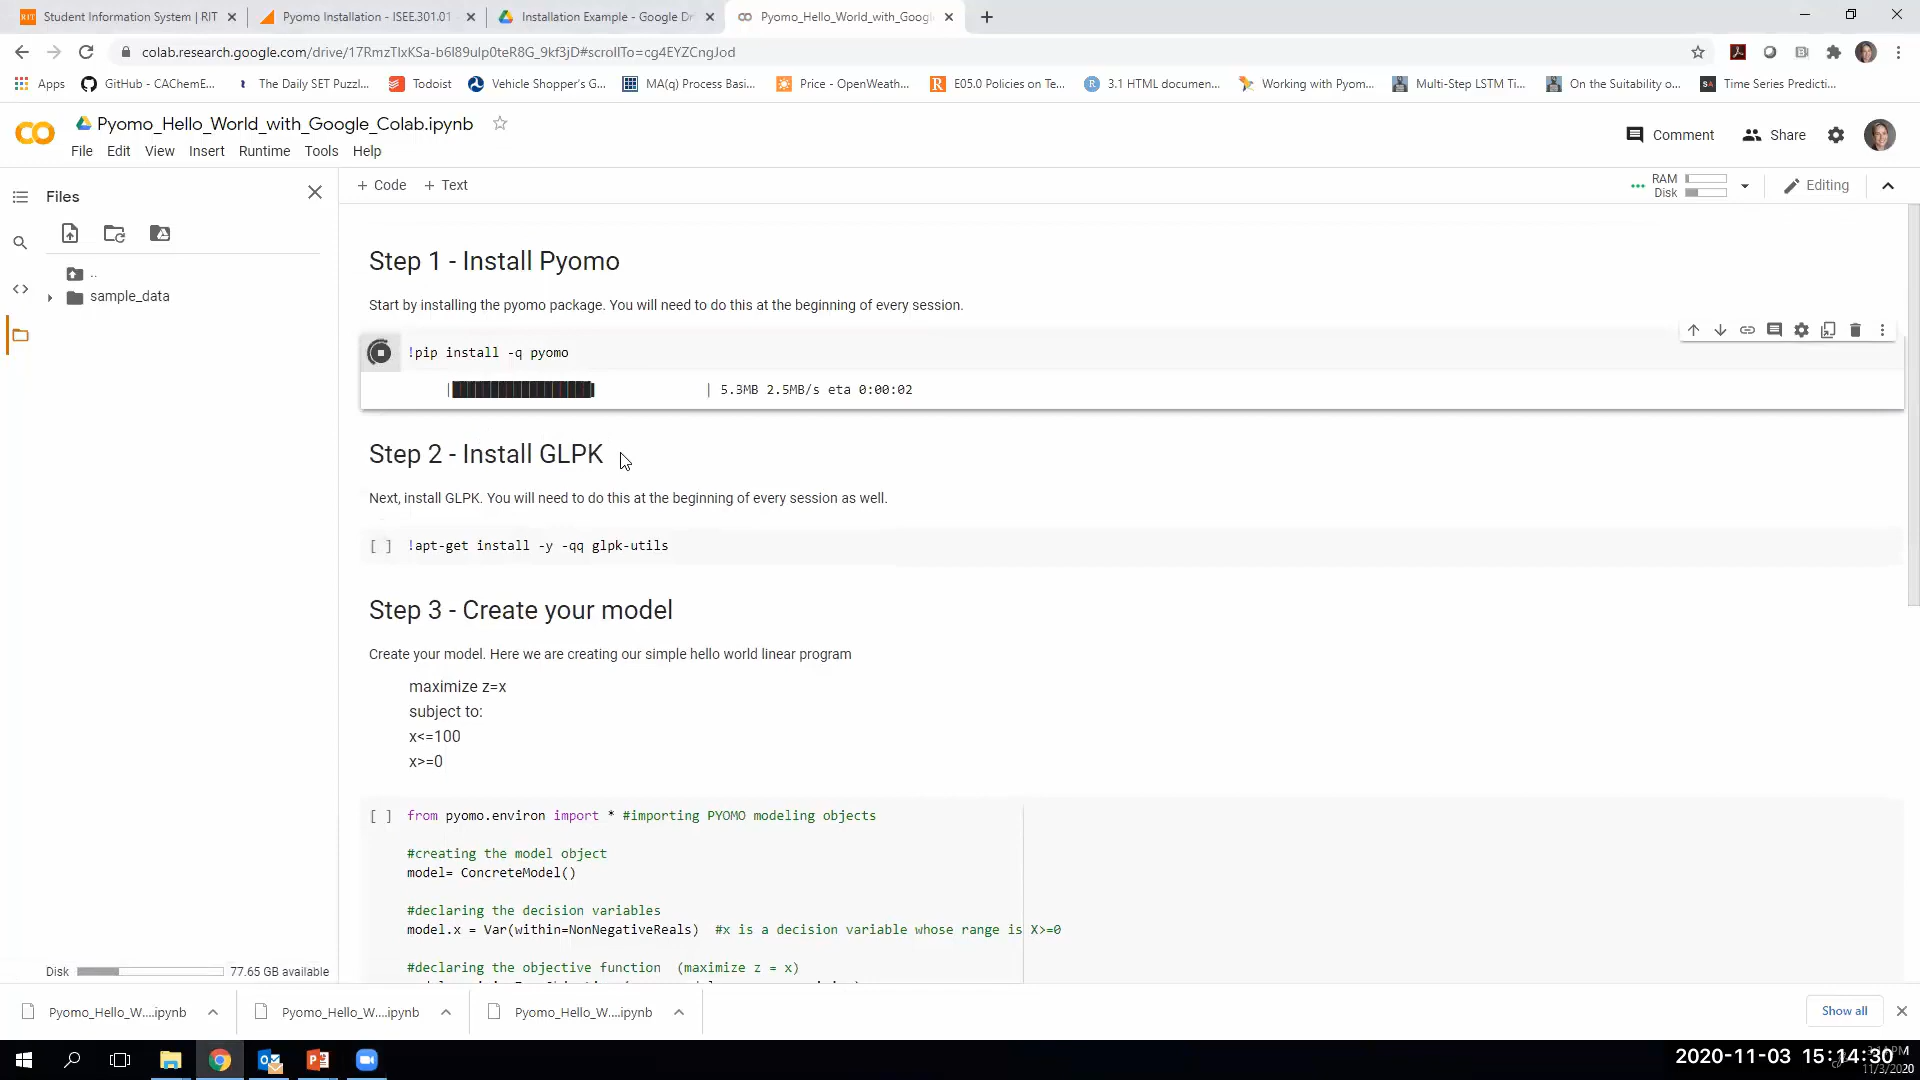 Student Information System | RIT
Pyomo Installation - ISEE.301.01
Installation Example - Google Dr
Pyomo_Hello_World_with_Googl
colab.research.google.com/drive/17RmzTlxKSa-b6l89ulp0teR8G_9kf3jD#scrollTo=cg4EYZCngJod
Apps
GitHub - CAChemE...
The Daily SET Puzzl...
Todoist
Vehicle Shopper's G...
MA(q) Process Basi...
Price - OpenWeath...
E05.0 Policies on Te...
3.1 HTML documen...
Working with Pyom...
Multi-Step LSTM Ti...
On the Suitability o...
Time Series Predicti...
Pyomo_Hello_World_with_Google_Colab.ipynb
Comment
Share
File Edit View Insert Runtime Tools Help
Files
+ Code + Text
RAM
Disk
Editing
..
sample_data
Step 1 - Install Pyomo
Start by installing the pyomo package. You will need to do this at the beginning of every session.
!pip install -q pyomo
| 5.3MB 2.5MB/s eta 0:00:02
Step 2 - Install GLPK
Next, install GLPK. You will need to do this at the beginning of every session as well.
[ ] !apt-get install -y -qq glpk-utils
Step 3 - Create your model
Create your model. Here we are creating our simple hello world linear program
maximize z=x
subject to:
x<=100
x>=0
[ ] from pyomo.environ import * #importing PYOMO modeling objects
#creating the model object
model= ConcreteModel()
#declaring the decision variables
model.x = Var(within=NonNegativeReals) #x is a decision variable whose range is X>=0
#declaring the objective function (maximize z = x)
Disk 77.65 GB available
Pyomo_Hello_W....ipynb
Pyomo_Hello_W....ipynb
Pyomo_Hello_W....ipynb
Show all
2020-11-03 15:14:30
11/3/2020